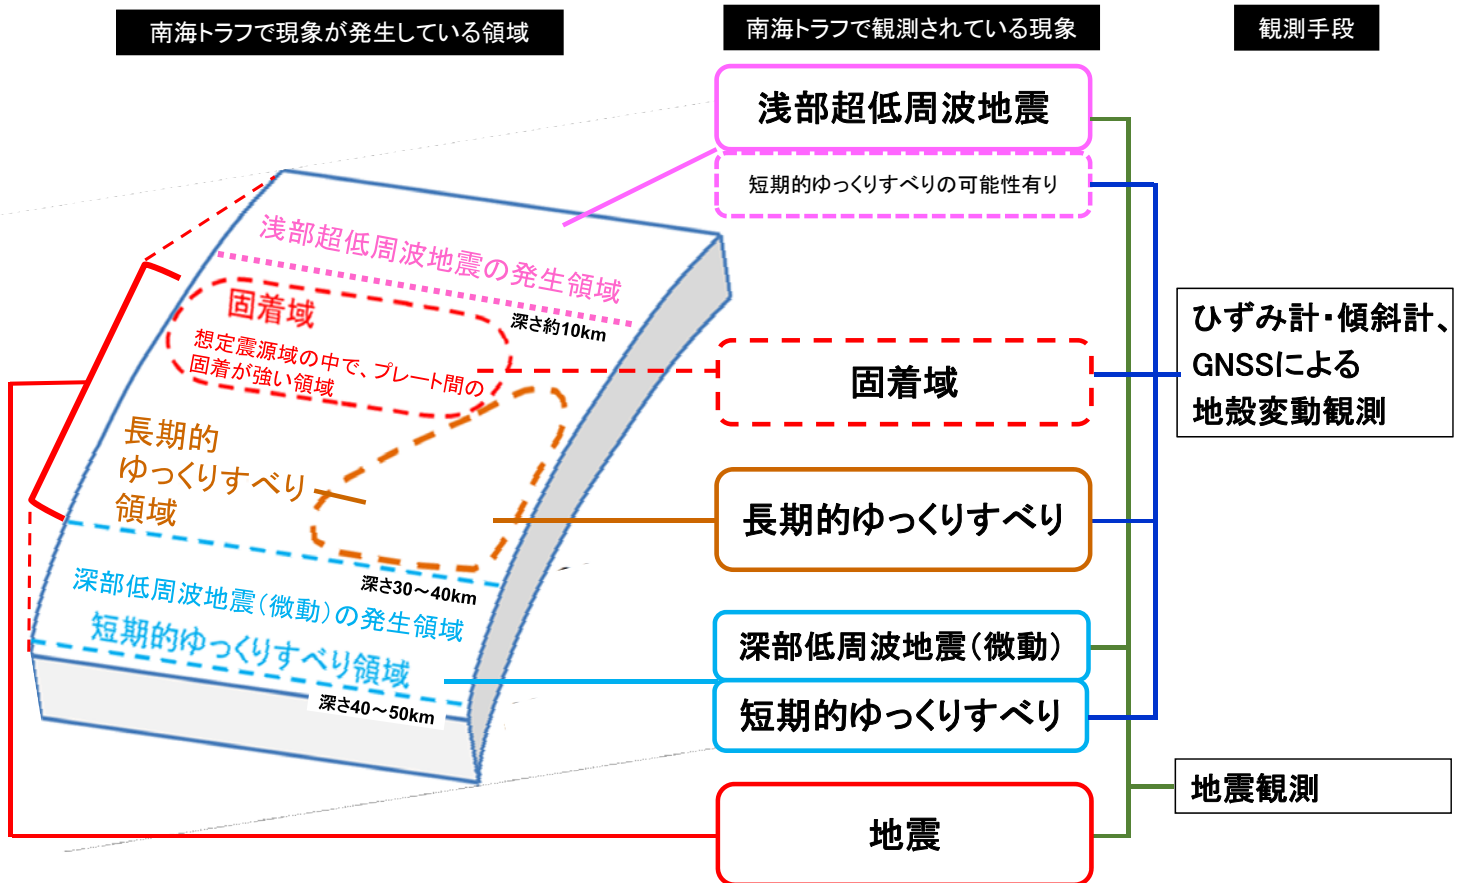 南海トラフで現象が発生している領域
南海トラフで観測されている現象
観測手段
浅部超低周波地震
短期的ゆっくりすべりの可能性有り
浅部超低周波地震の発生領域
深さ約10km
固着域
想定震源域の中で、プレート間の
固着が強い領域
固着域
ひずみ計・傾斜計、
GNSSによる
地殻変動観測
長期的
ゆっくりすべり
領域
長期的ゆっくりすべり
深さ30～40km
深部低周波地震(微動)の発生領域
短期的ゆっくりすべり領域
深さ40～50km
深部低周波地震(微動)
短期的ゆっくりすべり
地震観測
地震